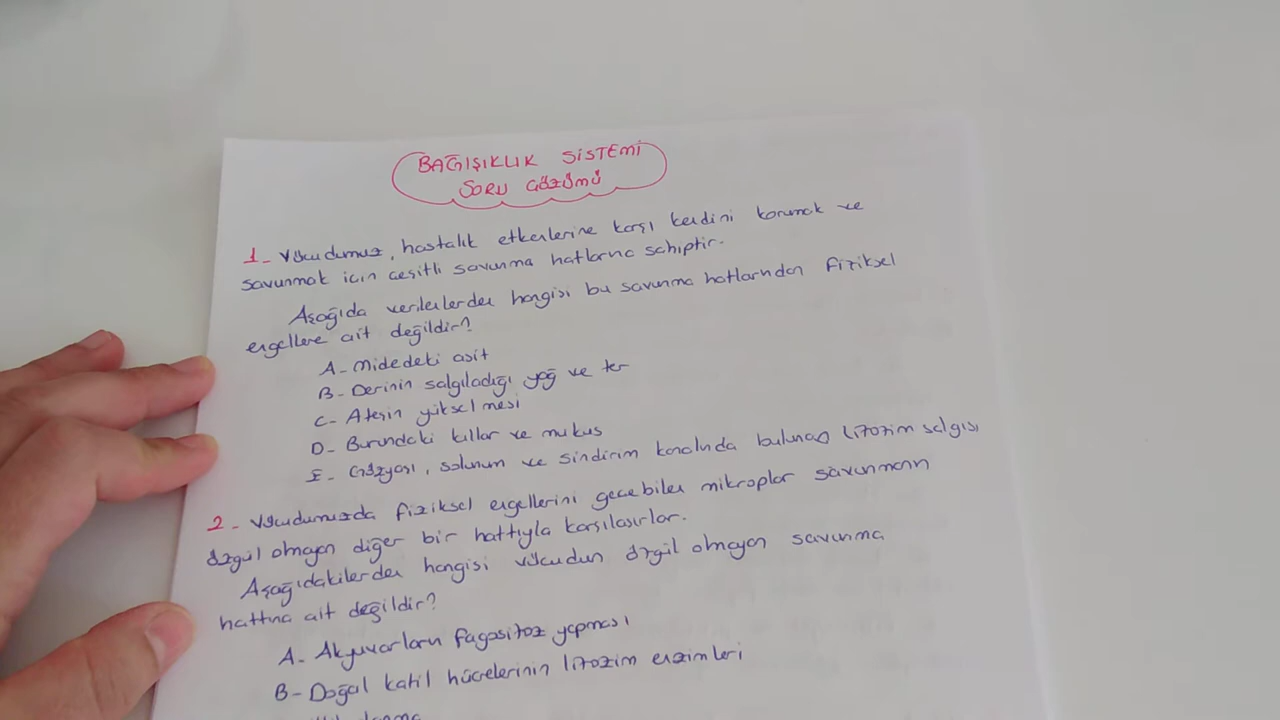 BAĞIŞIKLIK SİSTEMİ
SORU ÇÖZÜMÜ
1- Vücudumuz, hastalık etkenlerine karşı kendini korumak ve
savunmak için çeşitli savunma hatlarına sahiptir.
Aşağıda verilenlerden hangisi bu savunma hatlarından fiziksel
engellere ait değildir?
A- Midedeki asit
B- Derinin salgıladığı yağ ve ter
C- Ateşin yükselmesi
D- Burundaki kıllar ve mukus
E- Gözyaşı, solunum ve sindirim kanalında bulunan lizozim salgısı
2- Vücudumuzda fiziksel engellerini geçebilen mikroplar savunmanın
özgül olmayan diğer bir hattıyla karşılaşırlar.
Aşağıdakilerden hangisi vücudun özgül olmayan savunma
hattına ait değildir?
A- Akyuvarların fagositoz yapması
B- Doğal katil hücrelerinin lizozim enzimleri